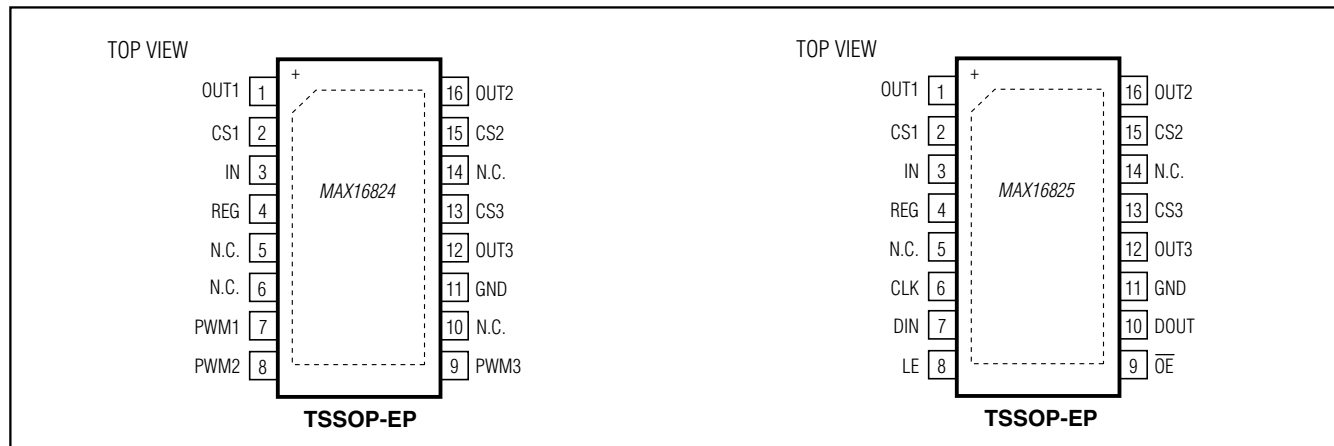 TOP VIEW
+
OUT1 1 16 OUT2
CS1 2 15 CS2
IN 3 14 N.C.
MAX16824
REG 4 13 CS3
N.C. 5 12 OUT3
N.C. 6 11 GND
PWM1 7 10 N.C.
PWM2 8 9 PWM3
TSSOP-EP
TOP VIEW
+
OUT1 1 16 OUT2
CS1 2 15 CS2
IN 3 14 N.C.
MAX16825
REG 4 13 CS3
N.C. 5 12 OUT3
CLK 6 11 GND
DIN 7 10 DOUT
LE 8 9 O̅E̅
TSSOP-EP